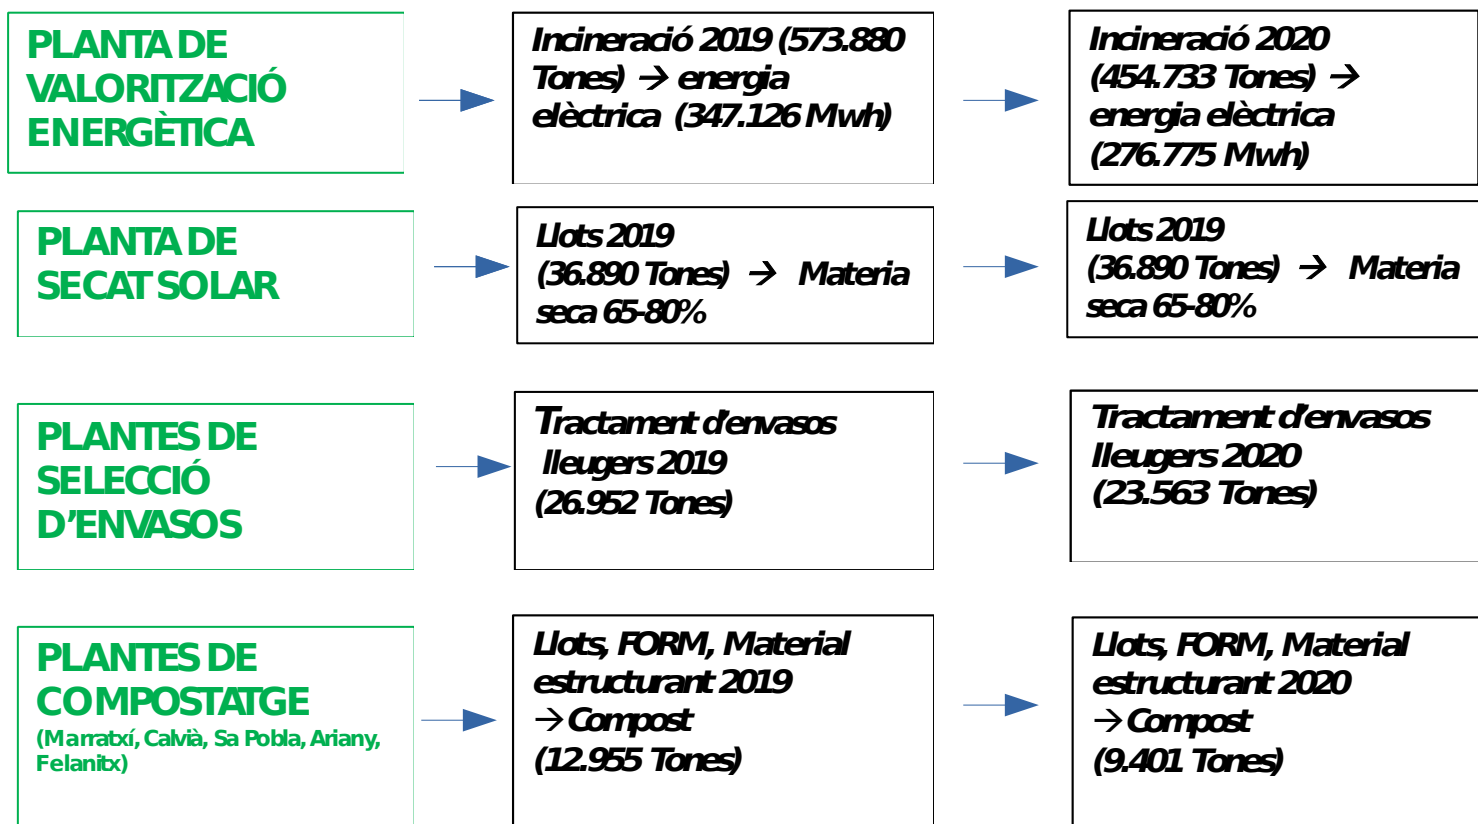 PLANTA DE
VALORITZACIÓ
ENERGÈTICA
Incineració 2019 (573.880
Tones) → energia
elèctrica (347.126 Mwh)
Incineració 2020
(454.733 Tones) →
energia elèctrica
(276.775 Mwh)
PLANTA DE
SECAT SOLAR
Llots 2019
(36.890 Tones) → Materia
seca 65-80%
Llots 2019
(36.890 Tones) → Materia
seca 65-80%
PLANTES DE
SELECCIÓ
D'ENVASOS
Tractament d'envasos
lleugers 2019
(26.952 Tones)
Tractament d'envasos
lleugers 2020
(23.563 Tones)
PLANTES DE
COMPOSTATGE
(Marratxí, Calvià, Sa Pobla, Ariany,
Felanitx)
Llots, FORM, Material
estructurant 2019
→Compost
(12.955 Tones)
Llots, FORM, Material
estructurant 2020
→Compost
(9.401 Tones)